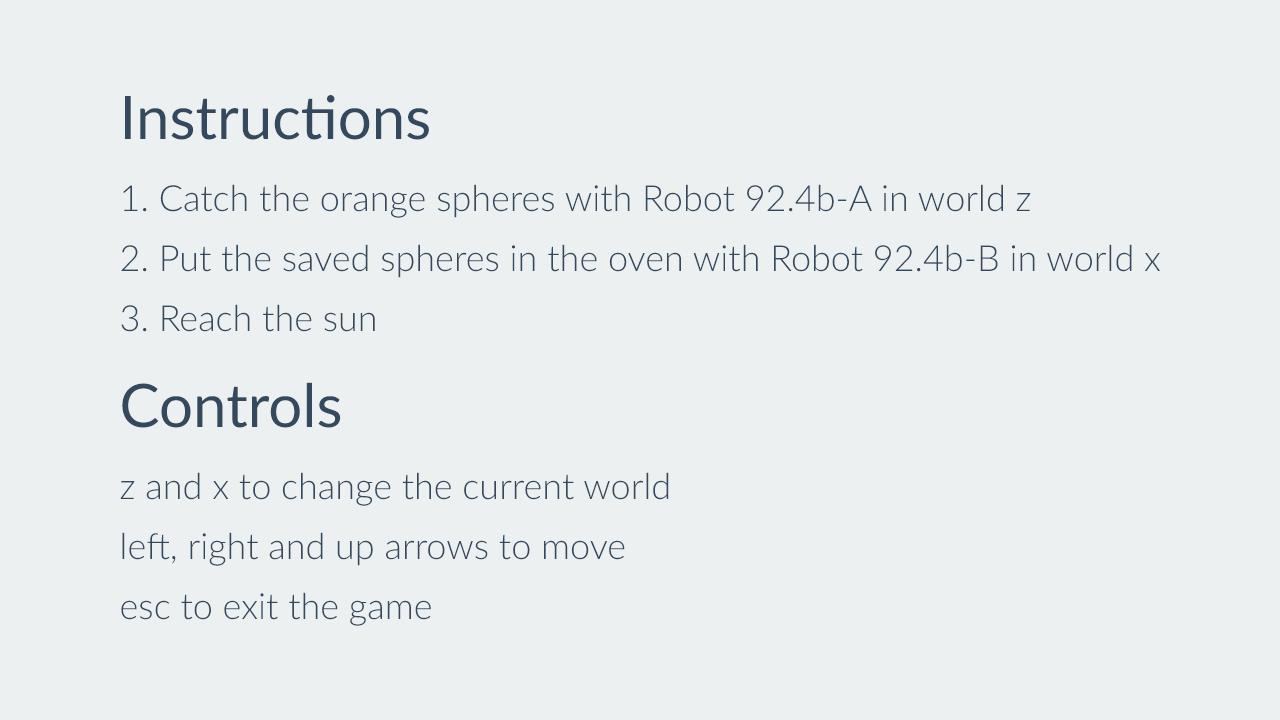 Instructions
1. Catch the orange spheres with Robot 92.4b-A in world z
2. Put the saved spheres in the oven with Robot 92.4b-B in world x
3. Reach the sun
Controls
z and x to change the current world
left, right and up arrows to move
esc to exit the game